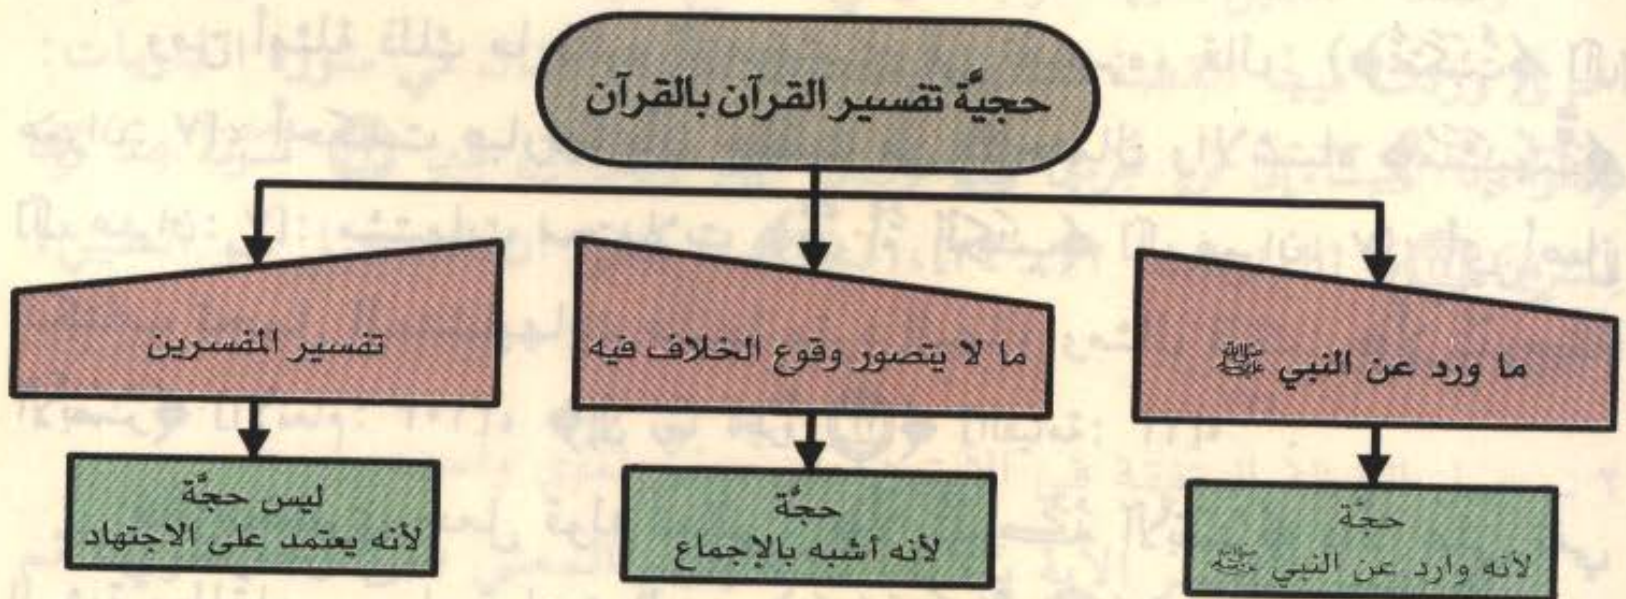 حجيَّة تفسير القرآن بالقرآن
ما ورد عن النبي ﷺ
ما لا يتصور وقوع الخلاف فيه
تفسير المفسرين
حجَّة
لأنه وارد عن النبي ﷺ
حجَّة
لأنه أشبه بالإجماع
ليس حجَّة
لأنه يعتمد على الاجتهاد